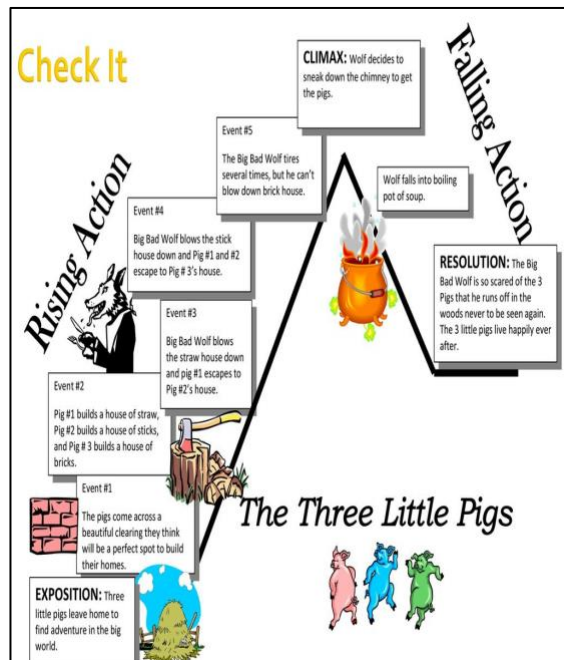 Check It
CLIMAX: Wolf decides to
sneak down the chimney to get
the pigs.
Falling Action
Event #5
The Big Bad Wolf tires
several times, but he can't
blow down brick house.
Wolf falls into boiling
pot of soup.
Rising Action
Event #4
Big Bad Wolf blows the stick
house down and Pig #1 and #2
escape to Pig # 3's house.
RESOLUTION: The Big
Bad Wolf is so scared of the 3
Pigs that he runs off in the
woods never to be seen again.
The 3 little pigs live happily ever
after.
Event #3
Big Bad Wolf blows
the straw house down
and pig #1 escapes to
Pig #2's house.
Event #2
Pig #1 builds a house of straw,
Pig #2 builds a house of sticks,
and Pig # 3 builds a house of
bricks.
Event #1
The pigs come across a
beautiful clearing they think
will be a perfect spot to build
their homes.
The Three Little Pigs
EXPOSITION: Three
little pigs leave home to
find adventure in the big
world.